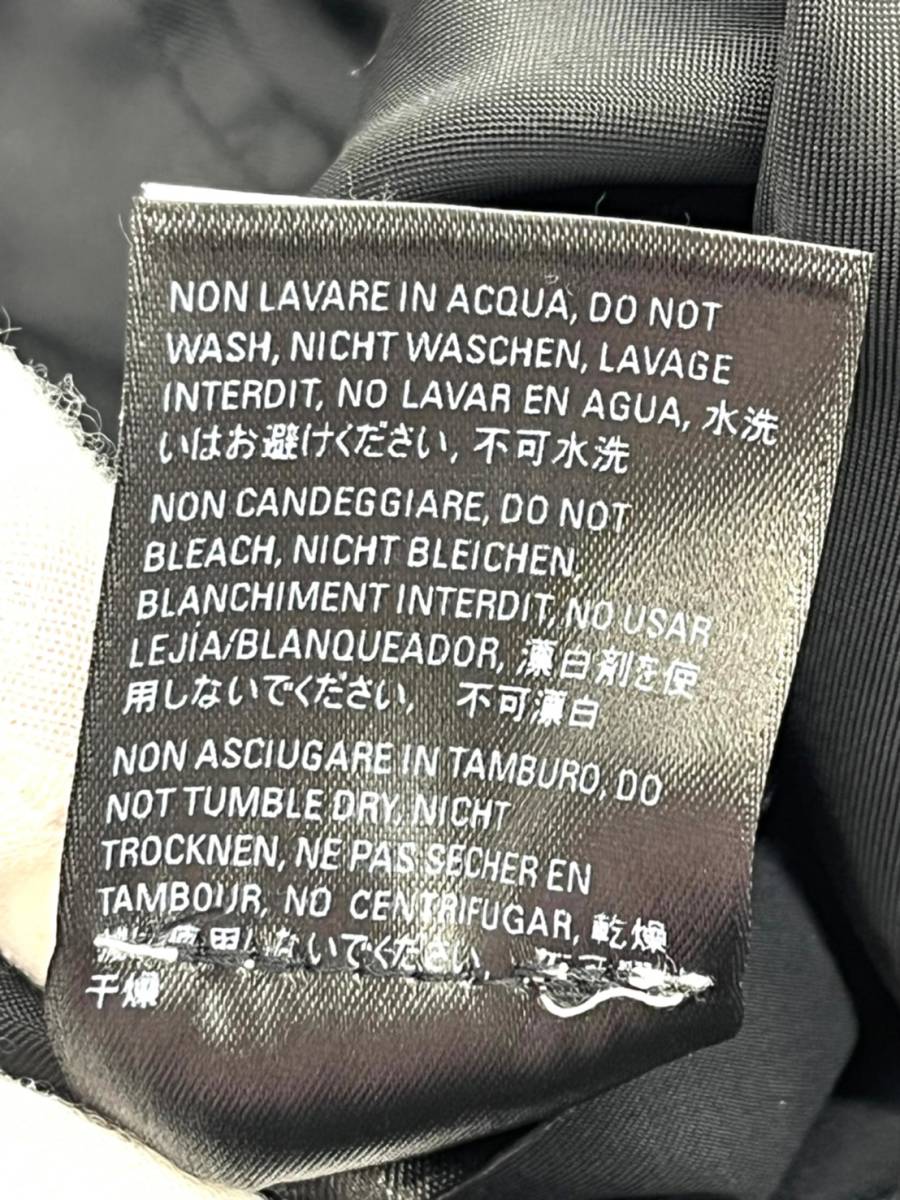 NON LAVARE IN ACQUA, DO NOT
WASH, NICHT WASCHEN, LAVAGE
INTERDIT, NO LAVAR EN AGUA, 水洗
いはお避けください, 不可水洗
NON CANDEGGIARE, DO NOT
BLEACH, NICHT BLEICHEN,
BLANCHIMENT INTERDIT, NO USAR
LEJÍA/BLANQUEADOR, 漂白剤を使
用しないでください, 不可漂白
NON ASCIUGARE IN TAMBURO, DO
NOT TUMBLE DRY, NICHT
TROCKNEN, NE PAS SECHER EN
TAMBOUR, NO CENTRIFUGAR, 乾燥
使用しないでください,
干燥